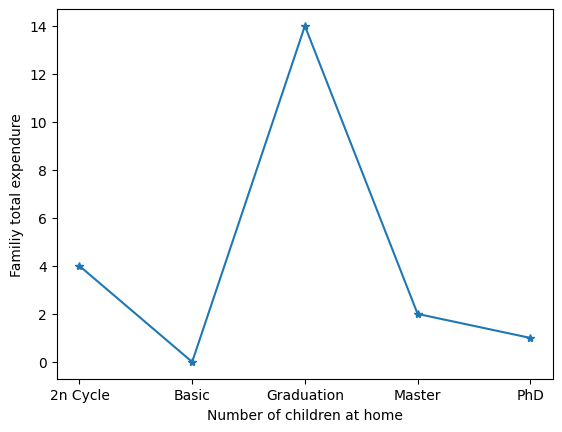 14
12
10
8
6
4
2
0
Familiy total expendure
2n Cycle Basic Graduation Master PhD
Number of children at home